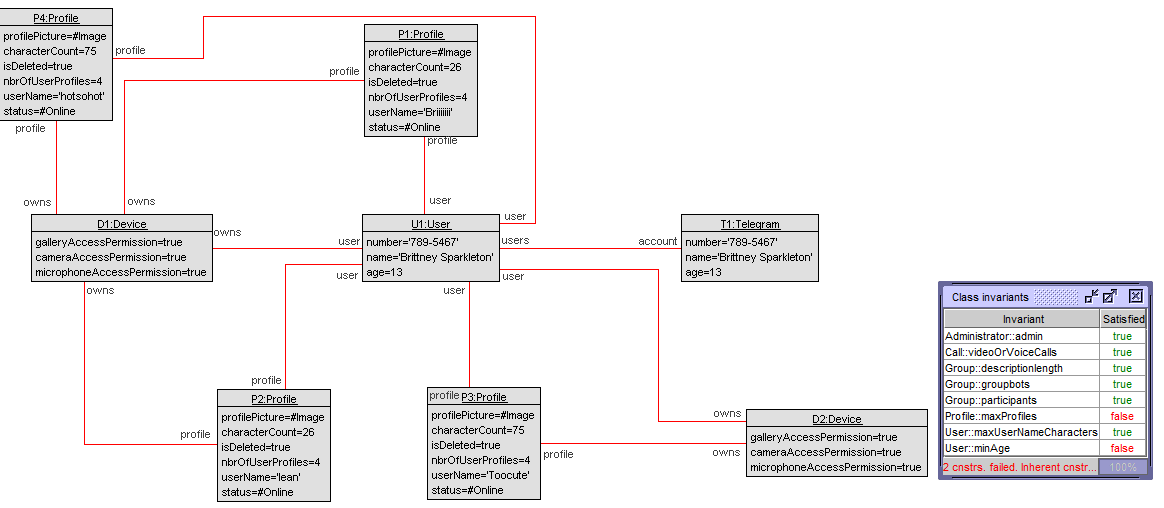 P4:Profile
profilePicture=#Image
characterCount=75
isDeleted=true
nbrOfUserProfiles=4
userName='hotsohot'
status=#Online
profile
profile
P1:Profile
profilePicture=#Image
characterCount=26
isDeleted=true
nbrOfUserProfiles=4
userName='Briiiiiii'
status=#Online
profile
profile
owns
owns
user
user
D1:Device
galleryAccessPermission=true
cameraAccessPermission=true
microphoneAccessPermission=true
owns
user
U1:User
number='789-5467'
name='Brittney Sparkleton'
age=13
users
account
T1:Telegram
number='789-5467'
name='Brittney Sparkleton'
age=13
owns
user
user
user
profile
profile
P2:Profile
profilePicture=#Image
characterCount=26
isDeleted=true
nbrOfUserProfiles=4
userName='lean'
status=#Online
profile
P3:Profile
profilePicture=#Image
characterCount=75
isDeleted=true
nbrOfUserProfiles=4
userName='Toocute'
status=#Online
profile
owns
owns
D2:Device
galleryAccessPermission=true
cameraAccessPermission=true
microphoneAccessPermission=true
Class invariants
Invariant Satisfied
Administrator::admin true
Call::videoOrVoiceCalls true
Group::descriptionlength true
Group::groupbots true
Group::participants true
Profile::maxProfiles false
User::maxUserNameCharacters true
User::minAge false
2 cnstrs. failed. Inherent cnstr... 100%